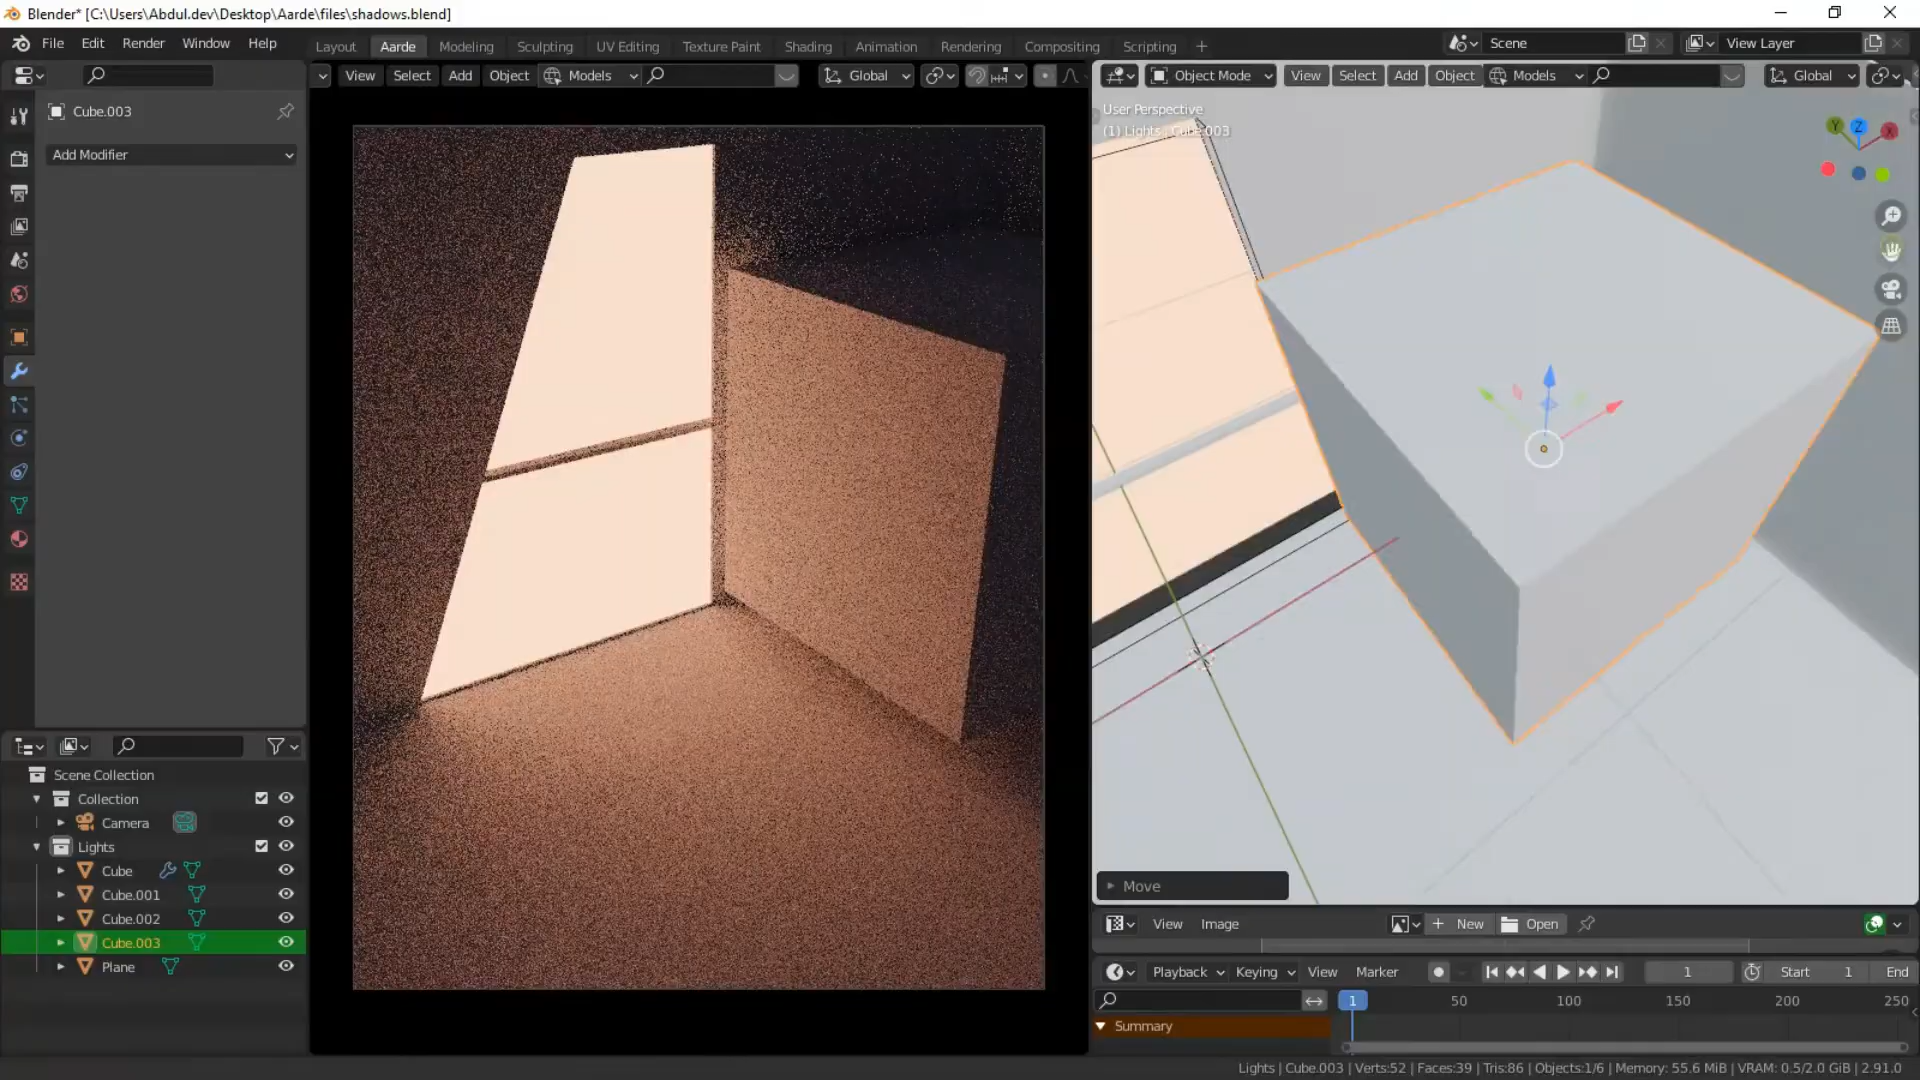 Blender* [C:\Users\Abdul.dev\Desktop\Aarde\files\shadows.blend]
File Edit Render Window Help
Layout Aarde Modeling Sculpting UV Editing Texture Paint Shading Animation Rendering Compositing Scripting +
Scene
View Layer
View Select Add Object Models Global
Object Mode View Select Add Object Models Global
Cube.003
Add Modifier
User Perspective
(1) Lights | Cube.003
Y Z X
Move
Scene Collection
Collection
Camera
Lights
Cube
Cube.001
Cube.002
Cube.003
Plane
View Image + New Open
Playback Keying View Marker 1 Start 1 End
1 50 100 150 200 250
Summary
Lights | Cube.003 | Verts:52 | Faces:39 | Tris:86 | Objects:1/6 | Memory: 55.6 MiB | VRAM: 0.5/2.0 GiB | 2.91.0